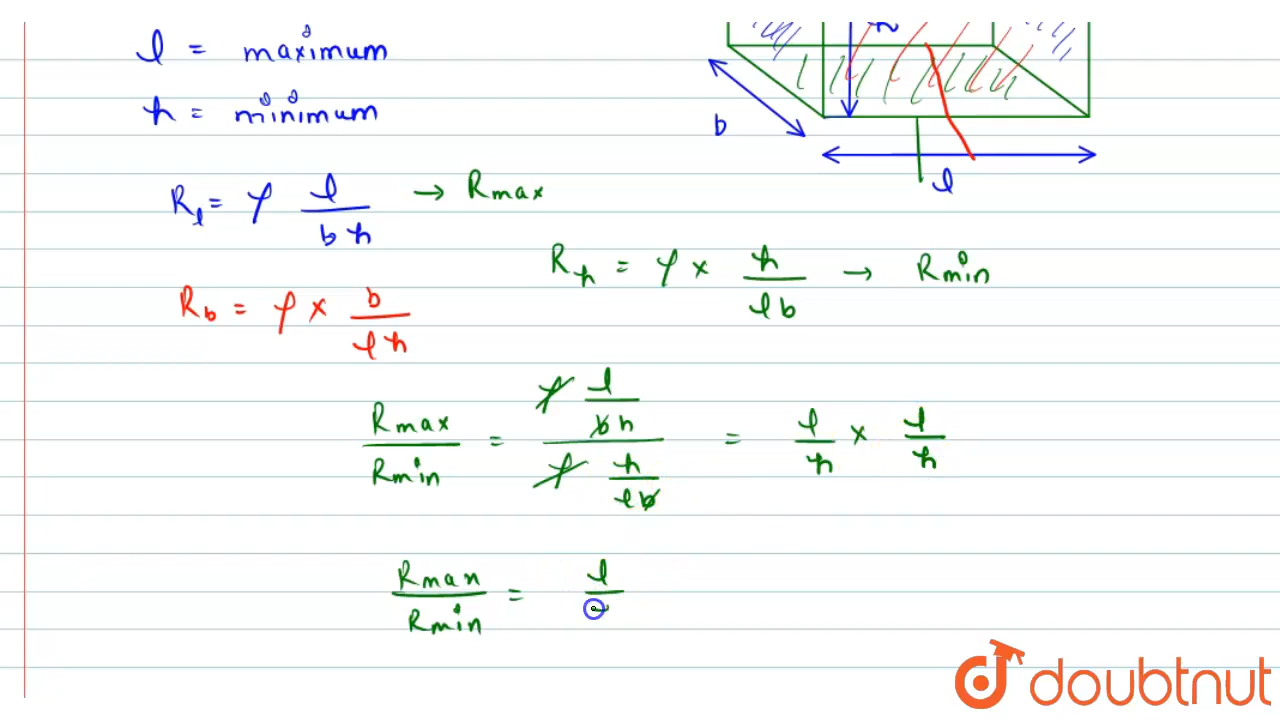 h
l = maximum
h = minimum
b
l
R_l = ρ l / bh → Rmax
R_h = ρ × h / lb → Rmin
R_b = ρ × b / lh
Rmax / Rmin = ρ l / bh / ρ h / lb = l / h × l / h
Rmax / Rmin = l /
doubtnut